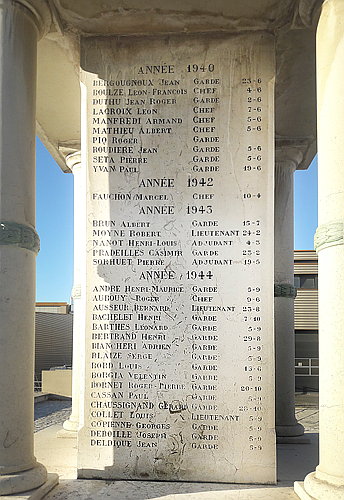 ANNÉE 1940
BERGOUGNOUX JEAN GARDE 23-6
BOULZE LEON-FRANCOIS CHEF 4-6
DUTHU JEAN ROGER GARDE 2-6
LACROIX LEON CHEF 7-6
MANFREDI ARMAND CHEF 5-6
MATHIEU ALBERT CHEF 5-6
PIQ ROGER GARDE
ROUDIERE JEAN GARDE 5-6
SETA PIERRE GARDE 5-6
YVAN PAUL GARDE 19-6
ANNÉE 1942
FAUCHON MARCEL CHEF 10-4
ANNÉE 1943
BRUN ALBERT GARDE 15-7
MOYNE ROBERT LIEUTENANT 24-2
NANOT HENRI-LOUIS ADJUDANT 4-3
PRADEILLES CASIMIR GARDE 23-2
SORHUET PIERRE ADJUDANT 19-5
ANNÉE 1944
ANDRE HENRI-MAURICE GARDE 5-9
AUBOUY ROGER CHEF 9-6
AUSSEUR BERNARD LIEUTENANT 23-8
BACHELET HENRI GARDE 7-10
BARTHES LEONARD GARDE 5-9
BERTRAND HENRI GARDE 29-8
BIANCHERI ADRIEN GARDE 5-9
BLAIZE SERGE GARDE 5-9
BORD LOUIS GARDE 15-6
BORGIA VALENTIN GARDE 5-9
BORNET ROGER PIERRE GARDE 20-10
CASSAN PAUL GARDE
CHAUSSIGNAND GERARD GARDE 28-10
COLLET LOUIS LIEUTENANT 5-9
COPIENNE GEORGES GARDE 5-9
DEBOILLE JOSEPH GARDE 5-9
DELDIQUE JEAN GARDE 5-9